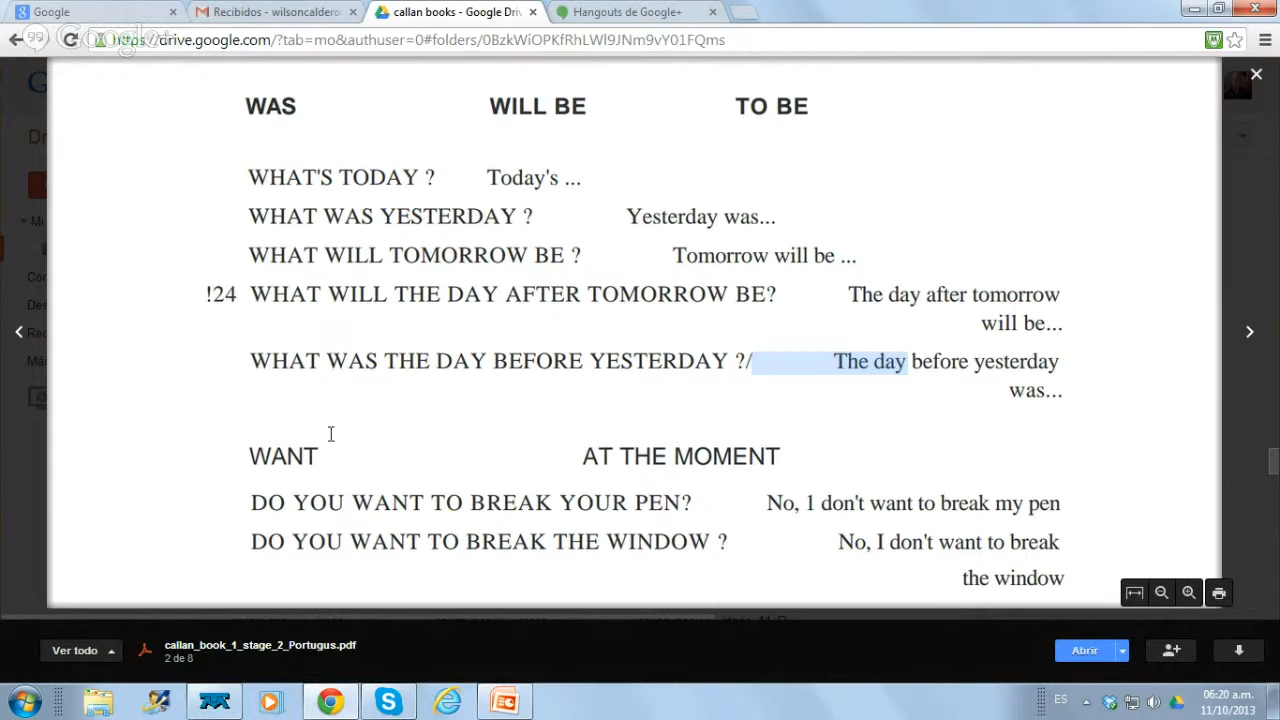 Google
Recibidos - wilsoncaldero
callan books - Google Driv
Hangouts de Google+
https://drive.google.com/?tab=mo&authuser=0#folders/0BzkWiOPKfRhLWl9JNm9vY01FQms
WAS WILL BE TO BE
WHAT'S TODAY ? Today's ...
WHAT WAS YESTERDAY ? Yesterday was...
WHAT WILL TOMORROW BE ? Tomorrow will be ...
!24 WHAT WILL THE DAY AFTER TOMORROW BE? The day after tomorrow
will be...
WHAT WAS THE DAY BEFORE YESTERDAY ?/ The day before yesterday
was...
WANT AT THE MOMENT
DO YOU WANT TO BREAK YOUR PEN? No, 1 don't want to break my pen
DO YOU WANT TO BREAK THE WINDOW ? No, I don't want to break
the window
Ver todo
callan_book_1_stage_2_Portugus.pdf
2 de 8
Abrir
ES
06:20 a.m.
11/10/2013